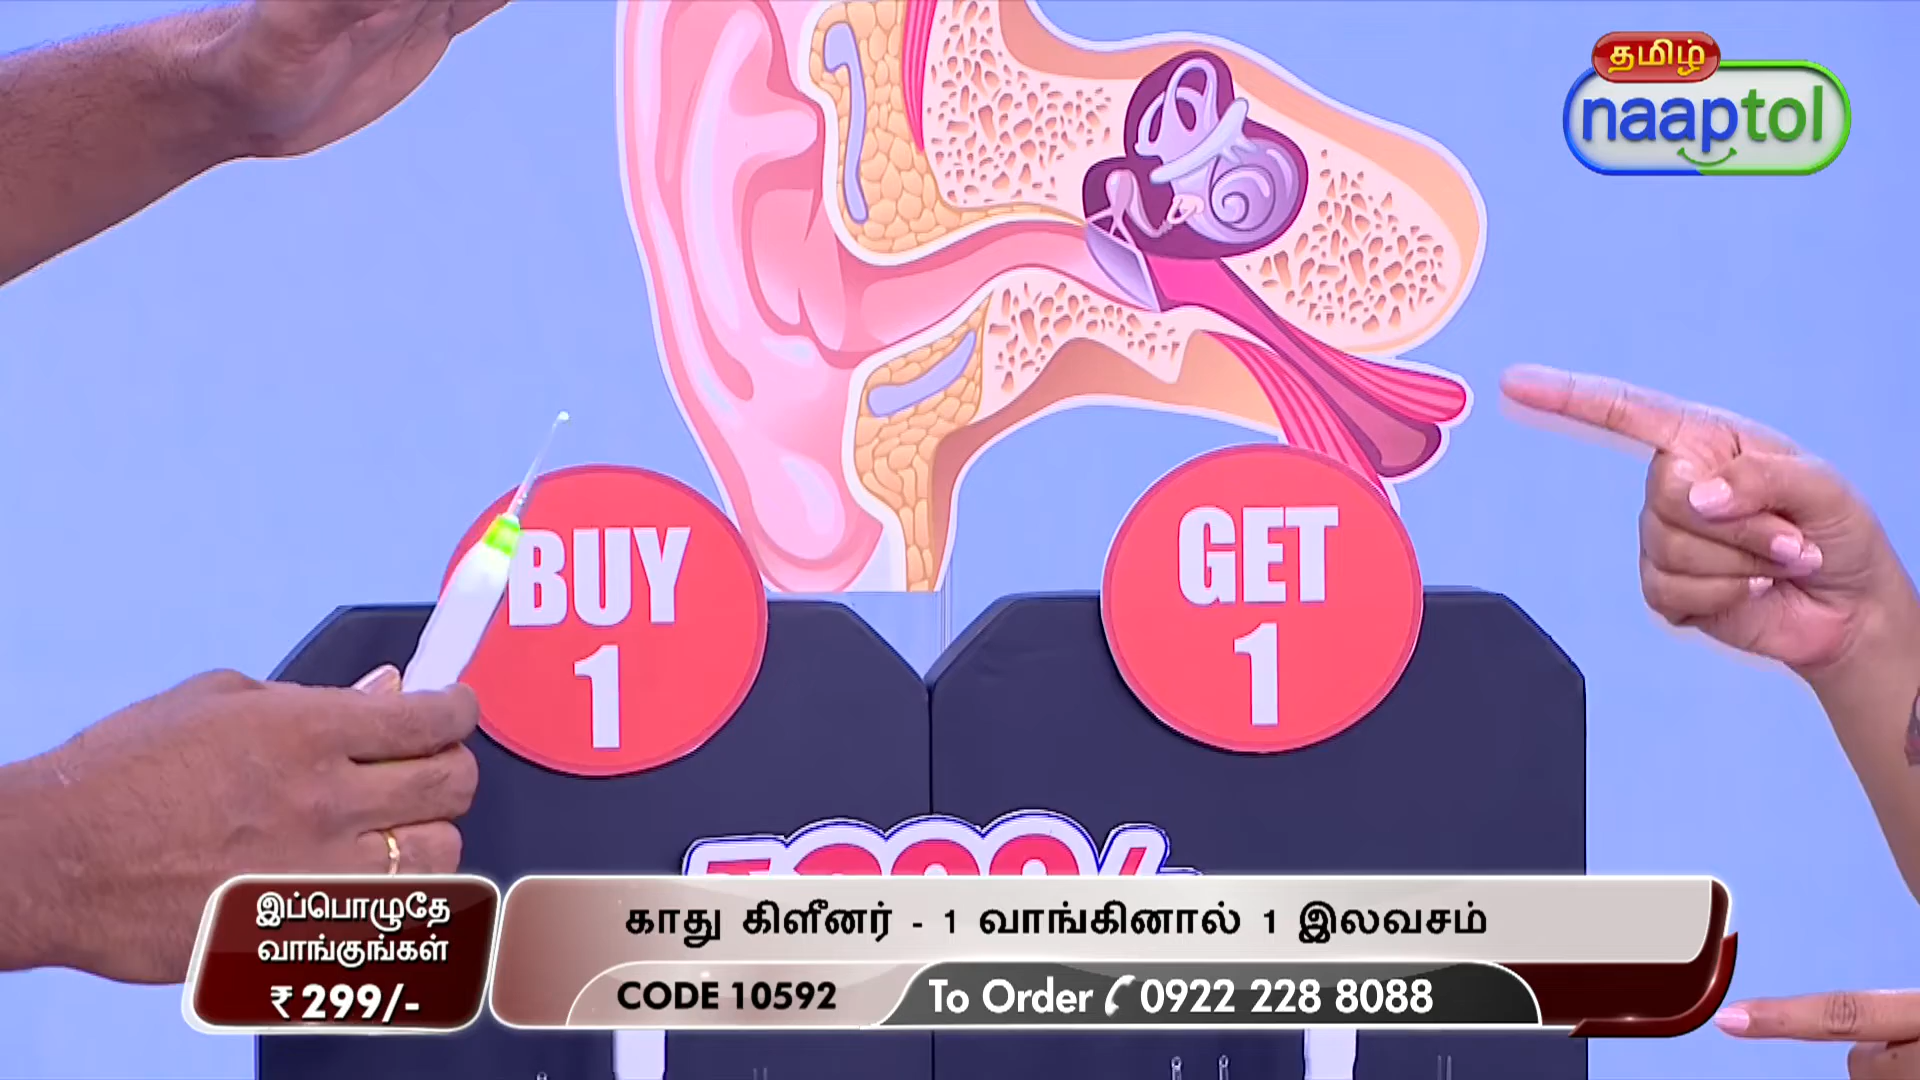 தமிழ்
naaptol
BUY
1
GET
1
இப்பொழுதே
வாங்குங்கள்
₹ 299/-
காது கிளீனர் - 1 வாங்கினால் 1 இலவசம்
CODE 10592
To Order 0922 228 8088